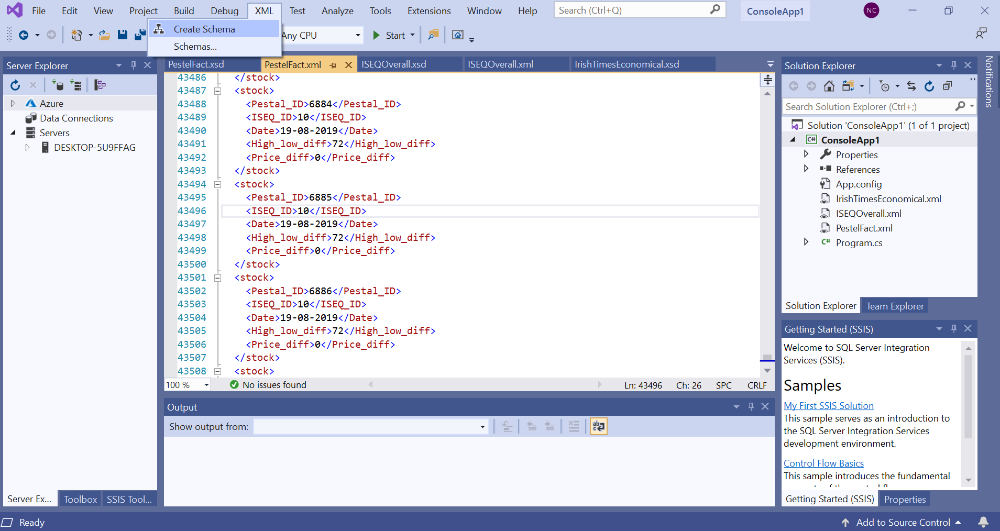 File Edit View Project Build Debug XML Test Analyze Tools Extensions Window Help Search (Ctrl+Q) ConsoleApp1 NC
Create Schema
Schemas...
Any CPU Start
Server Explorer
Azure
Data Connections
Servers
DESKTOP-5U9FFAG
Server Ex... Toolbox SSIS Tool...
PestelFact.xsd PestelFact.xml ISEQOverall.xsd ISEQOverall.xml IrishTimesEconomical.xsd
43486 </stock>
43487 <stock>
43488 <Pestal_ID>6884</Pestal_ID>
43489 <ISEQ_ID>10</ISEQ_ID>
43490 <Date>19-08-2019</Date>
43491 <High_low_diff>72</High_low_diff>
43492 <Price_diff>0</Price_diff>
43493 </stock>
43494 <stock>
43495 <Pestal_ID>6885</Pestal_ID>
43496 <ISEQ_ID>10</ISEQ_ID>
43497 <Date>19-08-2019</Date>
43498 <High_low_diff>72</High_low_diff>
43499 <Price_diff>0</Price_diff>
43500 </stock>
43501 <stock>
43502 <Pestal_ID>6886</Pestal_ID>
43503 <ISEQ_ID>10</ISEQ_ID>
43504 <Date>19-08-2019</Date>
43505 <High_low_diff>72</High_low_diff>
43506 <Price_diff>0</Price_diff>
43507 </stock>
43508 <stock>
100 % No issues found Ln: 43496 Ch: 26 SPC CRLF
Output
Show output from:
Solution Explorer
Search Solution Explorer (Ctrl+;)
Solution 'ConsoleApp1' (1 of 1 project)
C# ConsoleApp1
Properties
References
App.config
IrishTimesEconomical.xml
ISEQOverall.xml
PestelFact.xml
C# Program.cs
Solution Explorer Team Explorer
Getting Started (SSIS)
Welcome to SQL Server Integration
Services (SSIS).
Samples
My First SSIS Solution
This sample serves as an introduction to
the SQL Server Integration Services
development environment.
Control Flow Basics
This sample introduces the fundamental
Getting Started (SSIS) Properties
Notifications
Ready Add to Source Control